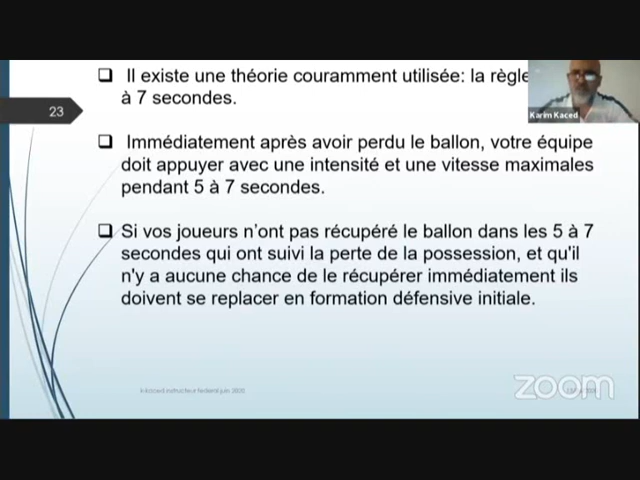 Il existe une théorie couramment utilisée: la règle
à 7 secondes.
23
Karim Kaced
Immédiatement après avoir perdu le ballon, votre équipe
doit appuyer avec une intensité et une vitesse maximales
pendant 5 à 7 secondes.
Si vos joueurs n'ont pas récupéré le ballon dans les 5 à 7
secondes qui ont suivi la perte de la possession, et qu'il
n'y a aucune chance de le récupérer immédiatement ils
doivent se replacer en formation défensive initiale.
zoom